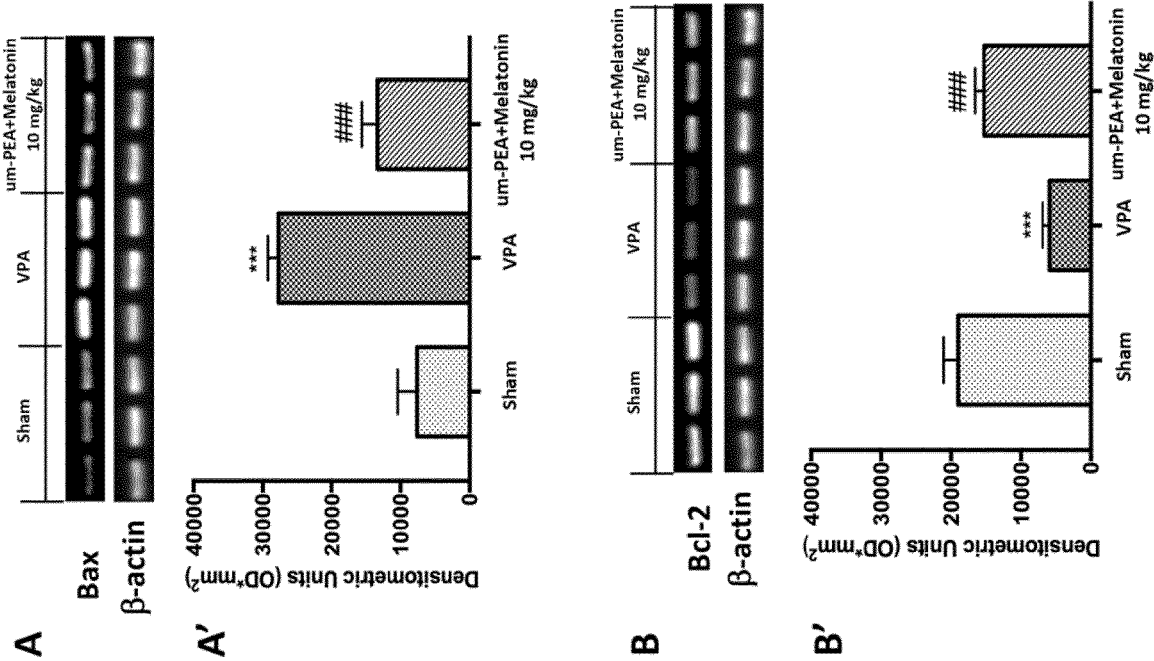 A
Sham
VPA
um-PEA+Melatonin
10 mg/kg
Bax
β-actin
A'
Densitometric Units (OD*mm²)
40000
30000
20000
10000
0
***
###
Sham
VPA
um-PEA+Melatonin
10 mg/kg
B
Sham
VPA
um-PEA+Melatonin
10 mg/kg
Bcl-2
β-actin
B'
Densitometric Units (OD*mm²)
40000
30000
20000
10000
0
***
###
Sham
VPA
um-PEA+Melatonin
10 mg/kg